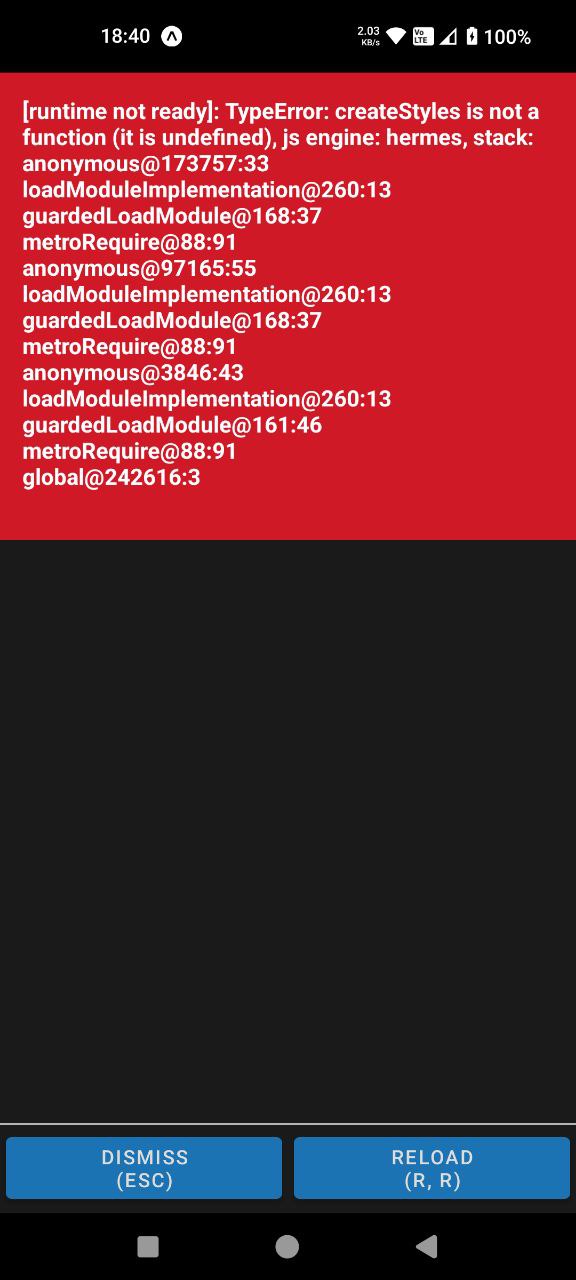 18:40 2.03 KB/s Vo LTE 100%
[runtime not ready]: TypeError: createStyles is not a
function (it is undefined), js engine: hermes, stack:
anonymous@173757:33
loadModuleImplementation@260:13
guardedLoadModule@168:37
metroRequire@88:91
anonymous@97165:55
loadModuleImplementation@260:13
guardedLoadModule@168:37
metroRequire@88:91
anonymous@3846:43
loadModuleImplementation@260:13
guardedLoadModule@161:46
metroRequire@88:91
global@242616:3
DISMISS
(ESC)
RELOAD
(R, R)